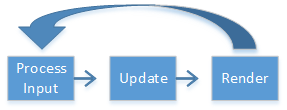 Process
Input
Update
Render